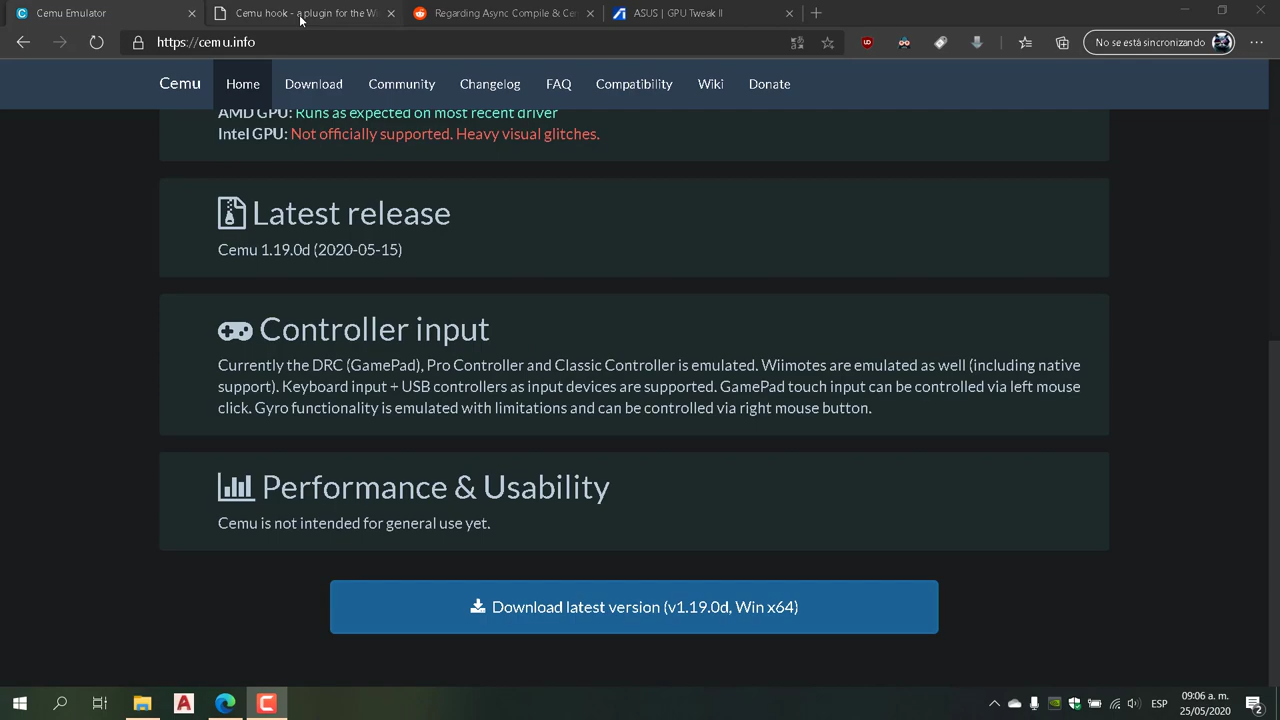 Cemu Emulator
Cemu hook - a plugin for the Wi
Regarding Async Compile & Cem
ASUS | GPU Tweak II
https://cemu.info
No se está sincronizando
Cemu Home Download Community Changelog FAQ Compatibility Wiki Donate
AMD GPU: Runs as expected on most recent driver
Intel GPU: Not officially supported. Heavy visual glitches.
Latest release
Cemu 1.19.0d (2020-05-15)
Controller input
Currently the DRC (GamePad), Pro Controller and Classic Controller is emulated. Wiimotes are emulated as well (including native
support). Keyboard input + USB controllers as input devices are supported. GamePad touch input can be controlled via left mouse
click. Gyro functionality is emulated with limitations and can be controlled via right mouse button.
Performance & Usability
Cemu is not intended for general use yet.
Download latest version (v1.19.0d, Win x64)
ESP
09:06 a. m.
25/05/2020
2